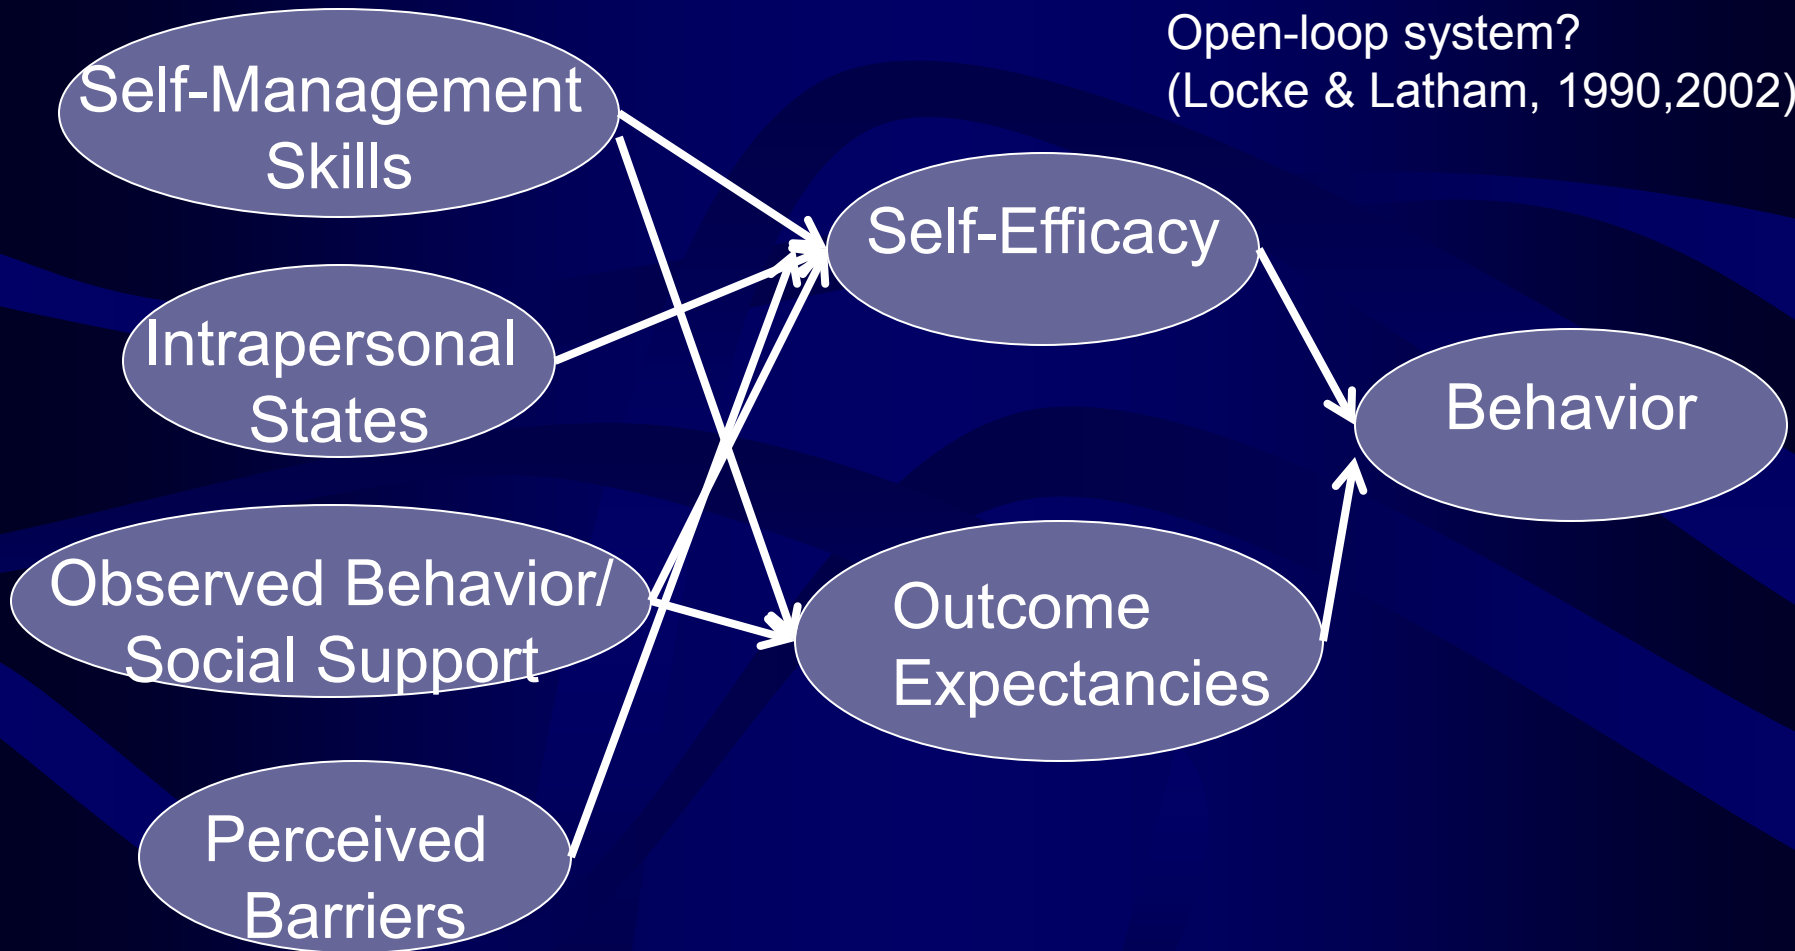 Open-loop system?
(Locke & Latham, 1990,2002)
Self-Management
Skills
Self-Efficacy
Intrapersonal
States
Behavior
Observed Behavior/
Social Support
Outcome
Expectancies
Perceived
Barriers